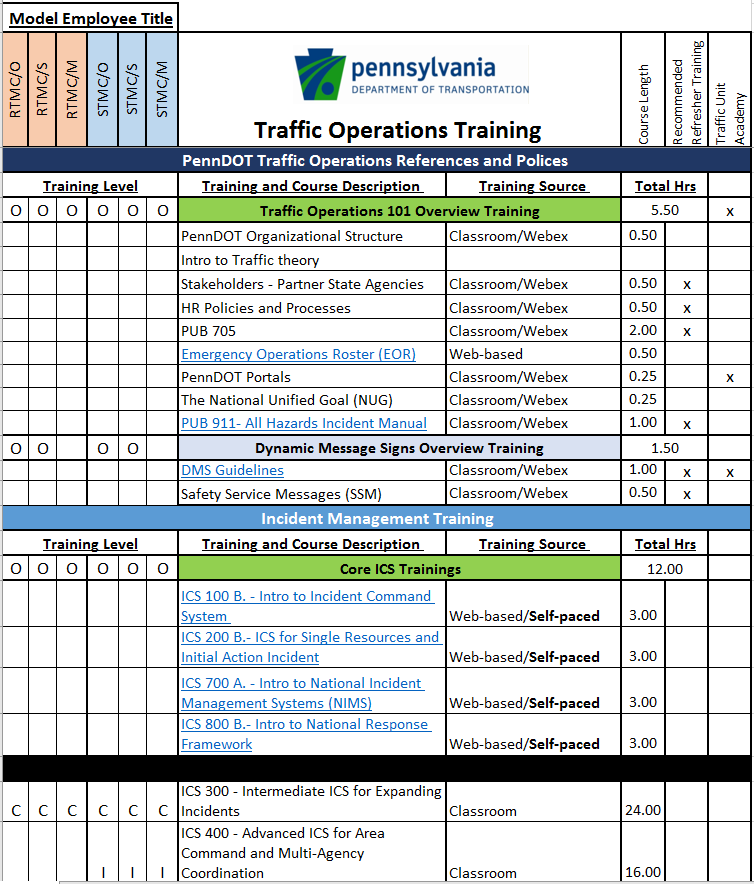 Model Employee Title
RTMC/O RTMC/S RTMC/M STMC/O STMC/S STMC/M
pennsylvania
DEPARTMENT OF TRANSPORTATION
Traffic Operations Training
Course Length
Recommended
Refresher Training
Traffic Unit
Academy
PennDOT Traffic Operations References and Polices
Training Level Training and Course Description Training Source Total Hrs
O O O O O O Traffic Operations 101 Overview Training 5.50 x
PennDOT Organizational Structure Classroom/Webex 0.50
Intro to Traffic theory
Stakeholders - Partner State Agencies Classroom/Webex 0.50 x
HR Policies and Processes Classroom/Webex 0.50 x
PUB 705 Classroom/Webex 2.00 x
Emergency Operations Roster (EOR) Web-based 0.50
PennDOT Portals Classroom/Webex 0.25 x
The National Unified Goal (NUG) Classroom/Webex 0.25
PUB 911- All Hazards Incident Manual Classroom/Webex 1.00 x
O O O O Dynamic Message Signs Overview Training 1.50
DMS Guidelines Classroom/Webex 1.00 x x
Safety Service Messages (SSM) Classroom/Webex 0.50 x
Incident Management Training
Training Level Training and Course Description Training Source Total Hrs
O O O O O O Core ICS Trainings 12.00
ICS 100 B. - Intro to Incident Command
System Web-based/Self-paced 3.00
ICS 200 B.- ICS for Single Resources and
Initial Action Incident Web-based/Self-paced 3.00
ICS 700 A. - Intro to National Incident
Management Systems (NIMS) Web-based/Self-paced 3.00
ICS 800 B.- Intro to National Response
Framework Web-based/Self-paced 3.00
ICS 300 - Intermediate ICS for Expanding
C C C C C C Incidents Classroom 24.00
ICS 400 - Advanced ICS for Area
Command and Multi-Agency
I I I Coordination Classroom 16.00